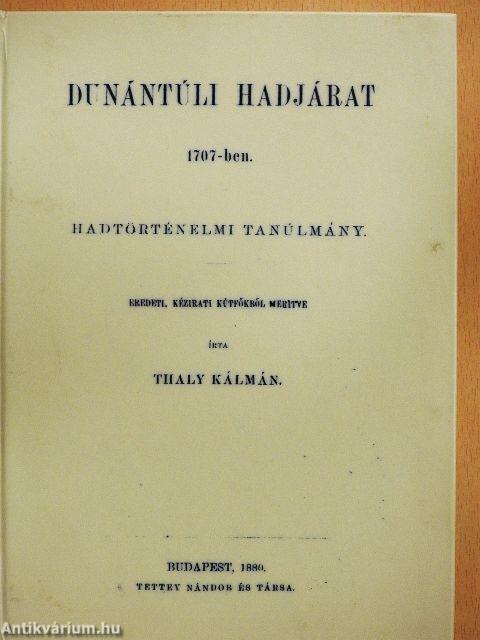 DUNÁNTÚLI HADJÁRAT
1707-ben.
HADTÖRTÉNELMI TANÚLMÁNY.
EREDETI, KÉZIRATI KÚTFŐKBŐL MERÍTVE
ÍRTA
THALY KÁLMÁN.
BUDAPEST, 1880.
TETTEY NÁNDOR ÉS TÁRSA.
Antikvárium.hu